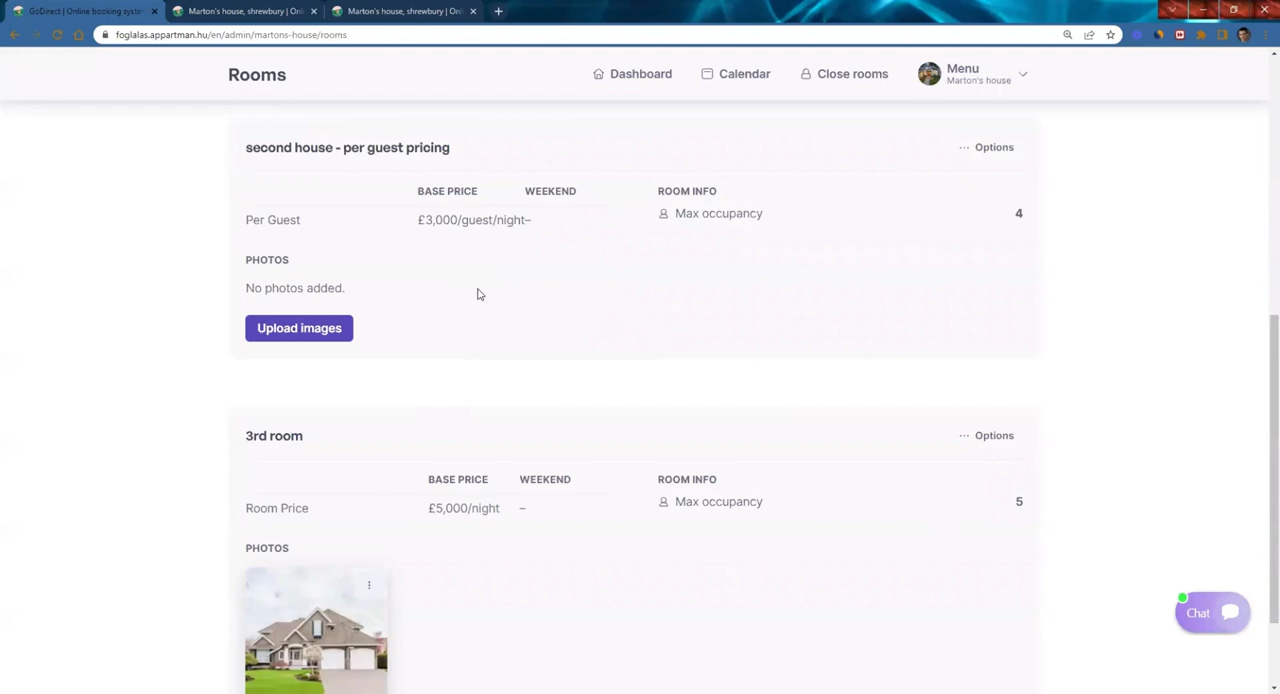 GoDirect | Online booking syste
Marton's house, shrewsbury | Onl
Marton's house, shrewsbury | Onl
foglalas.appartman.hu/en/admin/martons-house/rooms
Rooms
Dashboard
Calendar
Close rooms
Menu
Marton's house
second house - per guest pricing
Options
BASE PRICE
WEEKEND
ROOM INFO
Per Guest
£3,000/guest/night–
Max occupancy
4
PHOTOS
No photos added.
Upload images
3rd room
Options
BASE PRICE
WEEKEND
ROOM INFO
Room Price
£5,000/night
–
Max occupancy
5
PHOTOS
Chat